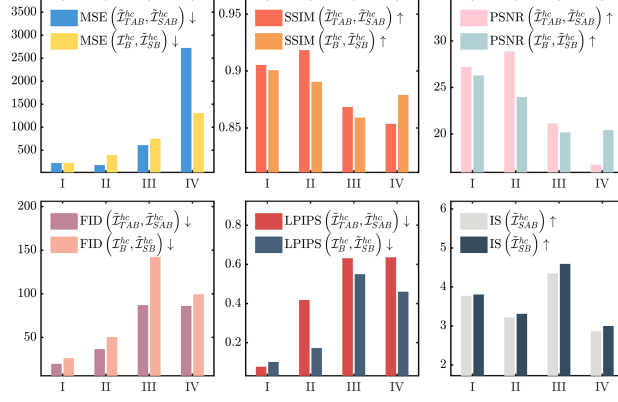 MSE (Ĩ^{hc}_{TAB}, Ĩ^{hc}_{SAB}) ↓
MSE (I^{hc}_B, Ĩ^{hc}_{SB}) ↓
3500
3000
2500
2000
1500
1000
500
I II III IV
SSIM (Ĩ^{hc}_{TAB}, Ĩ^{hc}_{SAB}) ↑
SSIM (I^{hc}_B, Ĩ^{hc}_{SB}) ↑
0.95
0.9
0.85
I II III IV
PSNR (Ĩ^{hc}_{TAB}, Ĩ^{hc}_{SAB}) ↑
PSNR (I^{hc}_B, Ĩ^{hc}_{SB}) ↑
30
25
20
I II III IV
FID (Ĩ^{hc}_{TAB}, Ĩ^{hc}_{SAB}) ↓
FID (I^{hc}_B, Ĩ^{hc}_{SB}) ↓
200
150
100
50
I II III IV
LPIPS (Ĩ^{hc}_{TAB}, Ĩ^{hc}_{SAB}) ↓
LPIPS (I^{hc}_B, Ĩ^{hc}_{SB}) ↓
0.8
0.6
0.4
0.2
I II III IV
IS (Ĩ^{hc}_{SAB}) ↑
IS (Ĩ^{hc}_{SB}) ↑
6
5
4
3
2
I II III IV